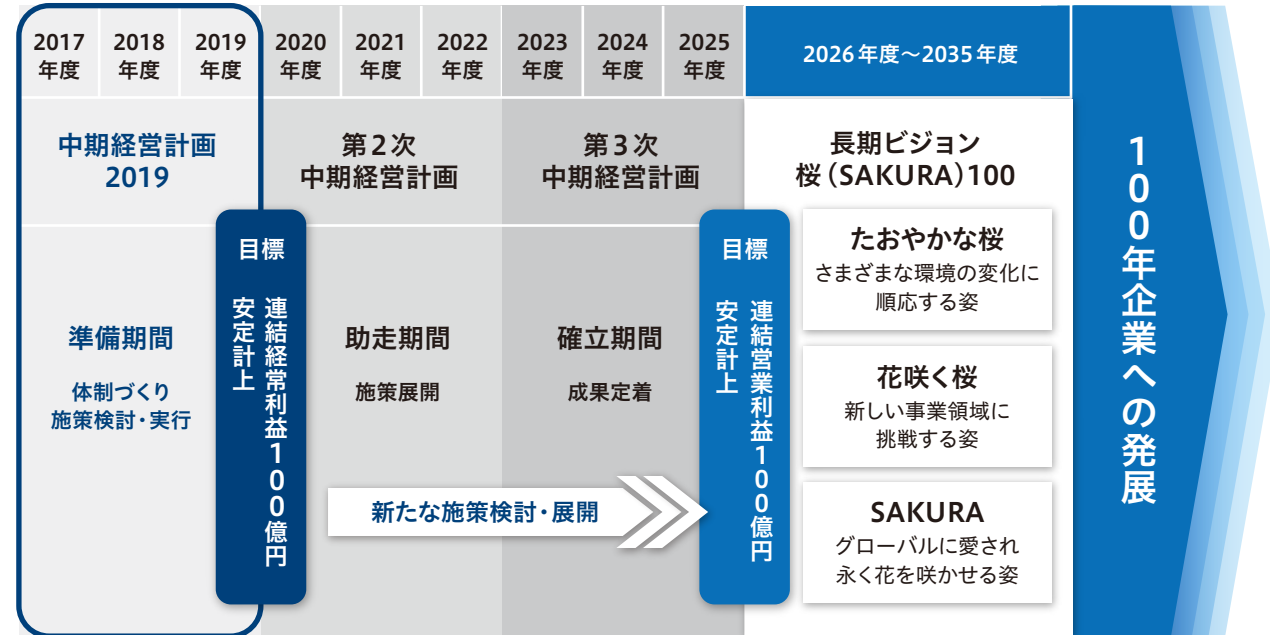 2017
年度
2018
年度
2019
年度
2020
年度
2021
年度
2022
年度
2023
年度
2024
年度
2025
年度
2026年度～2035年度
中期経営計画
2019
第2次
中期経営計画
第3次
中期経営計画
長期ビジョン
桜（SAKURA）100
準備期間
体制づくり
施策検討・実行
目標
連結経常利益100億円
安定計上
助走期間
施策展開
確立期間
成果定着
新たな施策検討・展開
目標
連結営業利益100億円
安定計上
たおやかな桜
さまざまな環境の変化に
順応する姿
花咲く桜
新しい事業領域に
挑戦する姿
SAKURA
グローバルに愛され
永く花を咲かせる姿
100年企業への発展